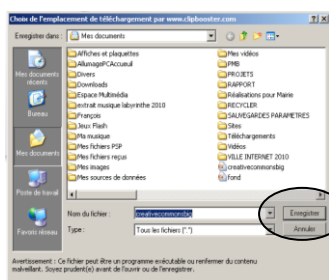 Choix de l'emplacement de téléchargement par www.clipbooster.com
Enregistrer dans : Mes documents
Mes documents récents
Bureau
Mes documents
Poste de travail
Favoris réseau
Affiches et plaquettes
AllumagePCAccueil
Divers
Downloads
Espace Multimédia
extrait musique labyrinthe 2010
François
Jeux Flash
Ma musique
Mes fichiers PSP
Mes fichiers reçus
Mes images
Mes sources de données
Mes vidéos
PMB
PROJETS
RAPPORT
Réalisations pour Mairie
RECYCLER
SAUVEGARDES PARAMETRES
Sites
Téléchargements
Vidéos
VILLE INTERNET 2010
creativecommonsbig
fond
Nom du fichier : creativecommonsbig Enregistrer
Type : Tous les fichiers (*.*) Annuler
Avertissement : Ce fichier peut être un programme exécutable ou renfermer du contenu
malveillant. Soyez prudent(e) avant de l'ouvrir ou de l'enregistrer.